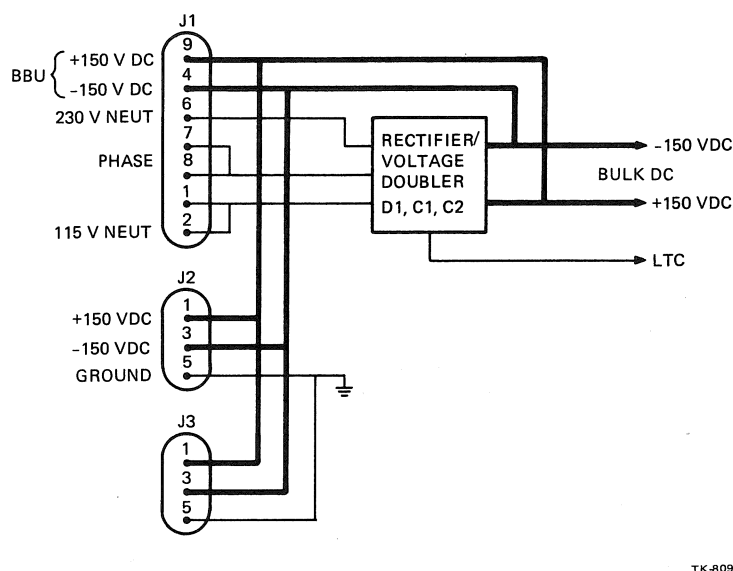 J1
9
+150 V DC
BBU
4
–150 V DC
6
230 V NEUT
7
PHASE
8
1
2
115 V NEUT
RECTIFIER/
VOLTAGE
DOUBLER
D1, C1, C2
–150 VDC
BULK DC
+150 VDC
LTC
J2
1
+150 VDC
3
–150 VDC
5
GROUND
J3
1
3
5
TK-809